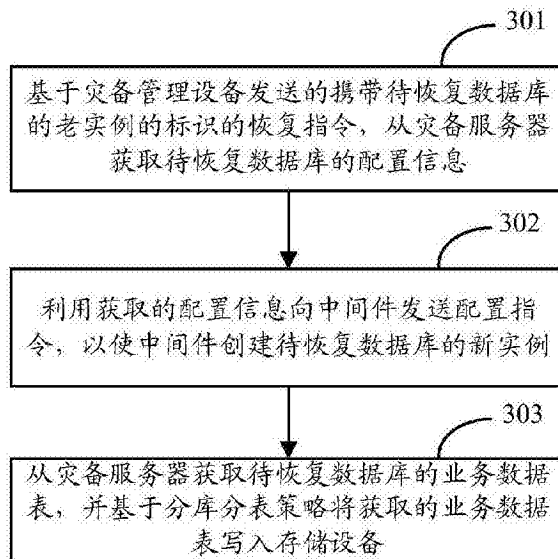 301
基于灾备管理设备发送的携带待恢复数据库
的老实例的标识的恢复指令，从灾备服务器
获取待恢复数据库的配置信息
302
利用获取的配置信息向中间件发送配置指
令，以使中间件创建待恢复数据库的新实例
303
从灾备服务器获取待恢复数据库的业务数据
表，并基于分库分表策略将获取的业务数据
表写入存储设备